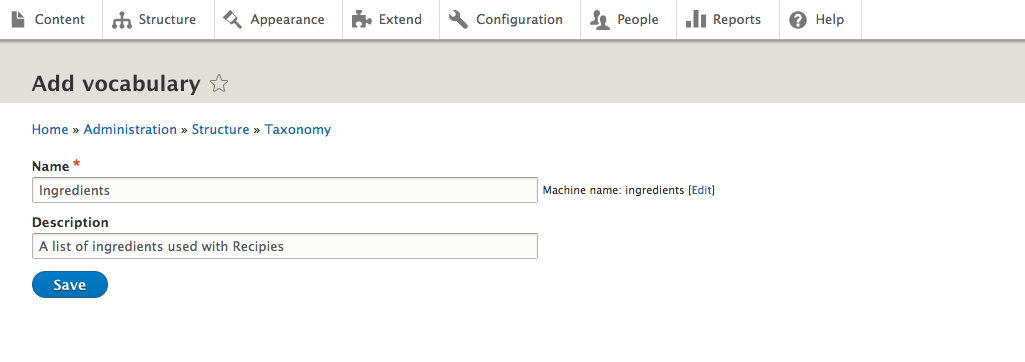 Content Structure Appearance Extend Configuration People Reports Help
Add vocabulary
Home » Administration » Structure » Taxonomy
Name *
Ingredients Machine name: ingredients [Edit]
Description
A list of ingredients used with Recipies
Save